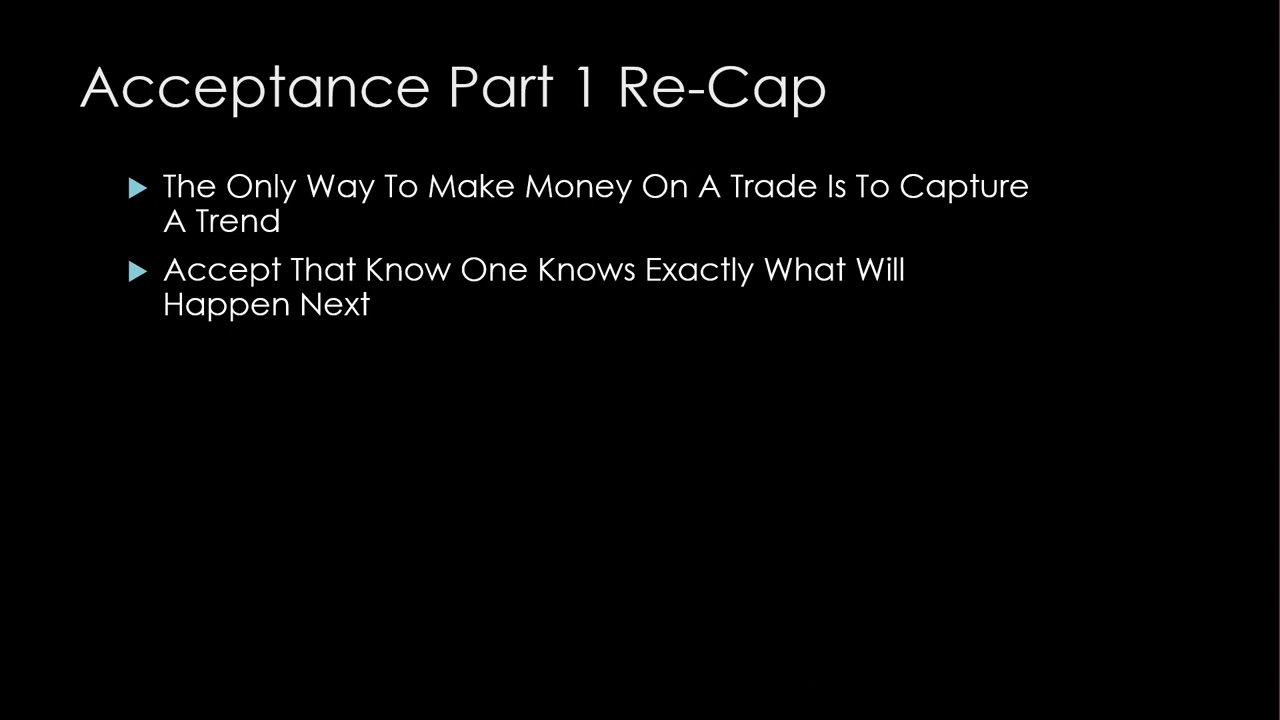 Acceptance Part 1 Re-Cap
The Only Way To Make Money On A Trade Is To Capture
A Trend
Accept That Know One Knows Exactly What Will
Happen Next